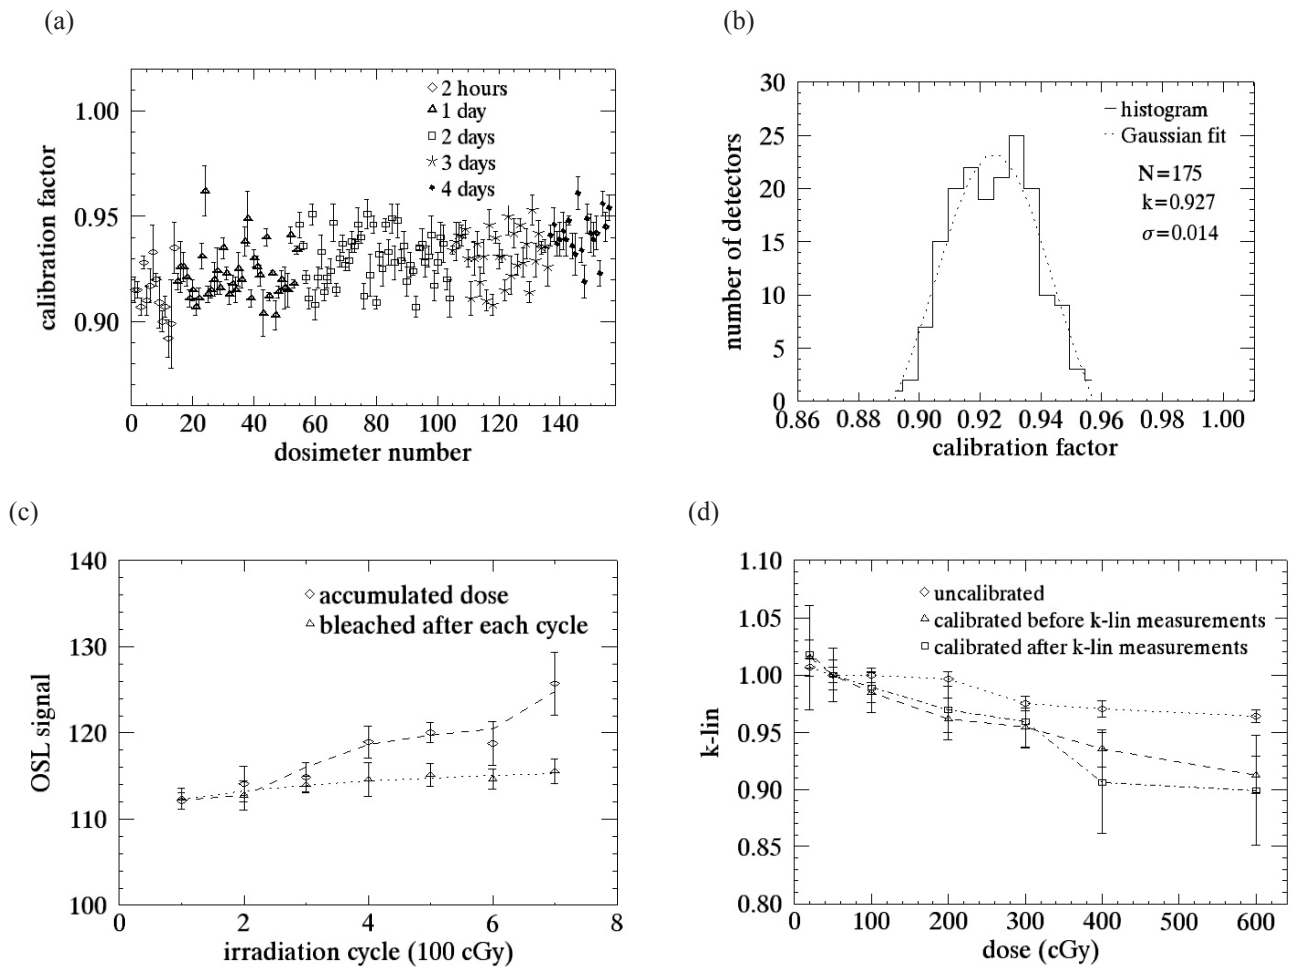 (a)
1.00
0.95
0.90
calibration factor
2 hours
1 day
2 days
3 days
4 days
0 20 40 60 80 100 120 140
dosimeter number
(b)
30
25
20
15
10
5
0
number of detectors
histogram
Gaussian fit
N=175
k=0.927
σ=0.014
0.86 0.88 0.90 0.92 0.94 0.96 0.98 1.00
calibration factor
(c)
140
130
120
110
100
OSL signal
accumulated dose
bleached after each cycle
0 2 4 6 8
irradiation cycle (100 cGy)
(d)
1.10
1.05
1.00
0.95
0.90
0.85
0.80
k-lin
uncalibrated
calibrated before k-lin measurements
calibrated after k-lin measurements
0 100 200 300 400 500 600
dose (cGy)